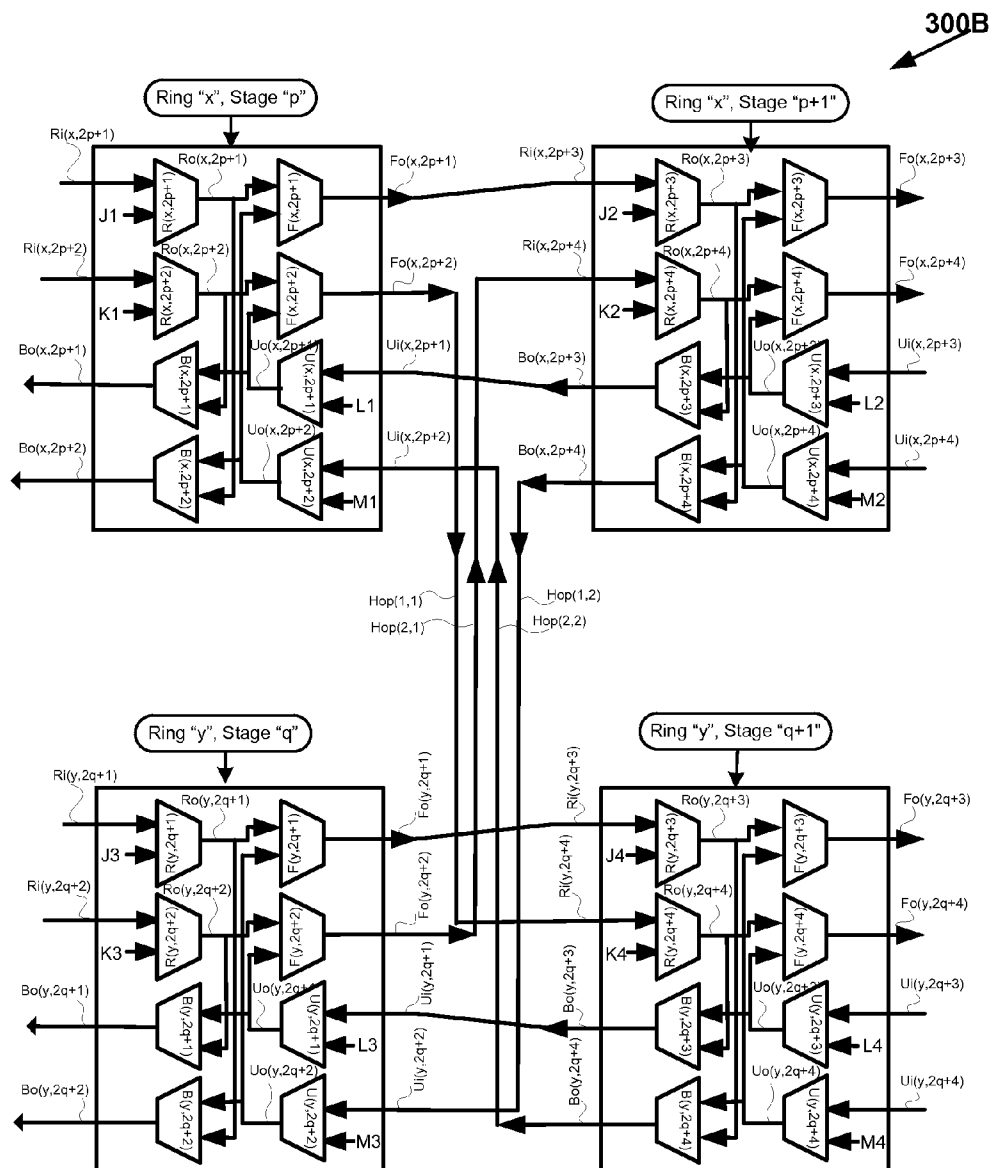 300B
Ring "x", Stage "p"
Ring "x", Stage "p+1"
Ri(x,2p+1)
Ro(x,2p+1)
Fo(x,2p+1)
Ri(x,2p+3)
Ro(x,2p+3)
Fo(x,2p+3)
R(x,2p+1)
F(x,2p+1)
R(x,2p+3)
F(x,2p+3)
J1
J2
Ri(x,2p+2)
Ro(x,2p+2)
Fo(x,2p+2)
Ri(x,2p+4)
Ro(x,2p+4)
Fo(x,2p+4)
R(x,2p+2)
F(x,2p+2)
R(x,2p+4)
F(x,2p+4)
K1
K2
Bo(x,2p+1)
Uo(x,2p+1)
Ui(x,2p+1)
Bo(x,2p+3)
Ui(x,2p+3)
B(x,2p+1)
U(x,2p+1)
B(x,2p+3)
U(x,2p+3)
L1
L2
Bo(x,2p+2)
Uo(x,2p+2)
Ui(x,2p+2)
Bo(x,2p+4)
Uo(x,2p+4)
Ui(x,2p+4)
B(x,2p+2)
U(x,2p+2)
B(x,2p+4)
U(x,2p+4)
M1
M2
Hop(1,1)
Hop(1,2)
Hop(2,1)
Hop(2,2)
Ring "y", Stage "q"
Ring "y", Stage "q+1"
Ri(y,2q+1)
Ro(y,2q+1)
Fo(y,2q+1)
Ri(y,2q+3)
Ro(y,2q+3)
Fo(y,2q+3)
R(y,2q+1)
F(y,2q+1)
R(y,2q+3)
F(y,2q+3)
J3
J4
Ri(y,2q+2)
Ro(y,2q+2)
Fo(y,2q+2)
Ri(y,2q+4)
Ro(y,2q+4)
Fo(y,2q+4)
R(y,2q+2)
F(y,2q+2)
R(y,2q+4)
F(y,2q+4)
K3
K4
Bo(y,2q+1)
Ui(y,2q+1)
Bo(y,2q+3)
Ui(y,2q+3)
B(y,2q+1)
U(y,2q+1)
B(y,2q+3)
U(y,2q+3)
L3
L4
Bo(y,2q+2)
Uo(y,2q+2)
Ui(y,2q+2)
Bo(y,2q+4)
Uo(y,2q+4)
Ui(y,2q+4)
B(y,2q+2)
U(y,2q+2)
B(y,2q+4)
U(y,2q+4)
M3
M4